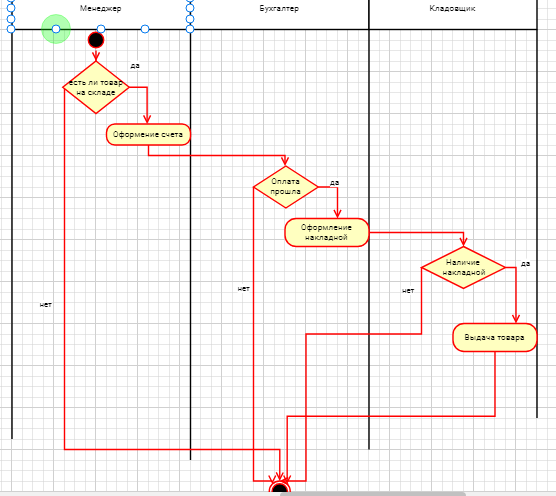 Менеджер
Бухгалтер
Кладовщик
да
есть ли товар
на складе
Оформение счета
Оплата
прошла
да
Оформление
накладной
Наличие
накладной
да
нет
нет
нет
Выдача товара